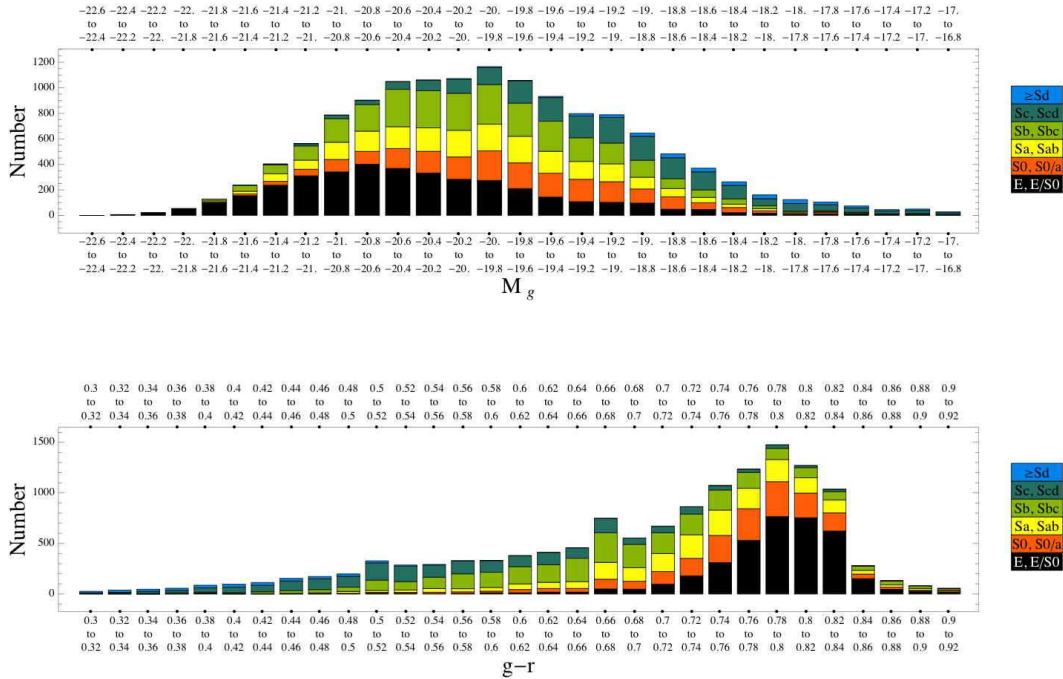 −22.6 −22.4 −22.2 −22. −21.8 −21.6 −21.4 −21.2 −21. −20.8 −20.6 −20.4 −20.2 −20. −19.8 −19.6 −19.4 −19.2 −19. −18.8 −18.6 −18.4 −18.2 −18. −17.8 −17.6 −17.4 −17.2 −17.
to to to to to to to to to to to to to to to to to to to to to to to to to to to to to
−22.4 −22.2 −22. −21.8 −21.6 −21.4 −21.2 −21. −20.8 −20.6 −20.4 −20.2 −20. −19.8 −19.6 −19.4 −19.2 −19. −18.8 −18.6 −18.4 −18.2 −18. −17.8 −17.6 −17.4 −17.2 −17. −16.8
Number
1200
1000
800
600
400
200
0
≥Sd
Sc, Scd
Sb, Sbc
Sa, Sab
S0, S0/a
E, E/S0
−22.6 −22.4 −22.2 −22. −21.8 −21.6 −21.4 −21.2 −21. −20.8 −20.6 −20.4 −20.2 −20. −19.8 −19.6 −19.4 −19.2 −19. −18.8 −18.6 −18.4 −18.2 −18. −17.8 −17.6 −17.4 −17.2 −17.
to to to to to to to to to to to to to to to to to to to to to to to to to to to to to
−22.4 −22.2 −22. −21.8 −21.6 −21.4 −21.2 −21. −20.8 −20.6 −20.4 −20.2 −20. −19.8 −19.6 −19.4 −19.2 −19. −18.8 −18.6 −18.4 −18.2 −18. −17.8 −17.6 −17.4 −17.2 −17. −16.8
M g
0.3 0.32 0.34 0.36 0.38 0.4 0.42 0.44 0.46 0.48 0.5 0.52 0.54 0.56 0.58 0.6 0.62 0.64 0.66 0.68 0.7 0.72 0.74 0.76 0.78 0.8 0.82 0.84 0.86 0.88 0.9
to to to to to to to to to to to to to to to to to to to to to to to to to to to to to to to
0.32 0.34 0.36 0.38 0.4 0.42 0.44 0.46 0.48 0.5 0.52 0.54 0.56 0.58 0.6 0.62 0.64 0.66 0.68 0.7 0.72 0.74 0.76 0.78 0.8 0.82 0.84 0.86 0.88 0.9 0.92
Number
1500
1000
500
0
≥Sd
Sc, Scd
Sb, Sbc
Sa, Sab
S0, S0/a
E, E/S0
0.3 0.32 0.34 0.36 0.38 0.4 0.42 0.44 0.46 0.48 0.5 0.52 0.54 0.56 0.58 0.6 0.62 0.64 0.66 0.68 0.7 0.72 0.74 0.76 0.78 0.8 0.82 0.84 0.86 0.88 0.9
to to to to to to to to to to to to to to to to to to to to to to to to to to to to to to to
0.32 0.34 0.36 0.38 0.4 0.42 0.44 0.46 0.48 0.5 0.52 0.54 0.56 0.58 0.6 0.62 0.64 0.66 0.68 0.7 0.72 0.74 0.76 0.78 0.8 0.82 0.84 0.86 0.88 0.9 0.92
g−r